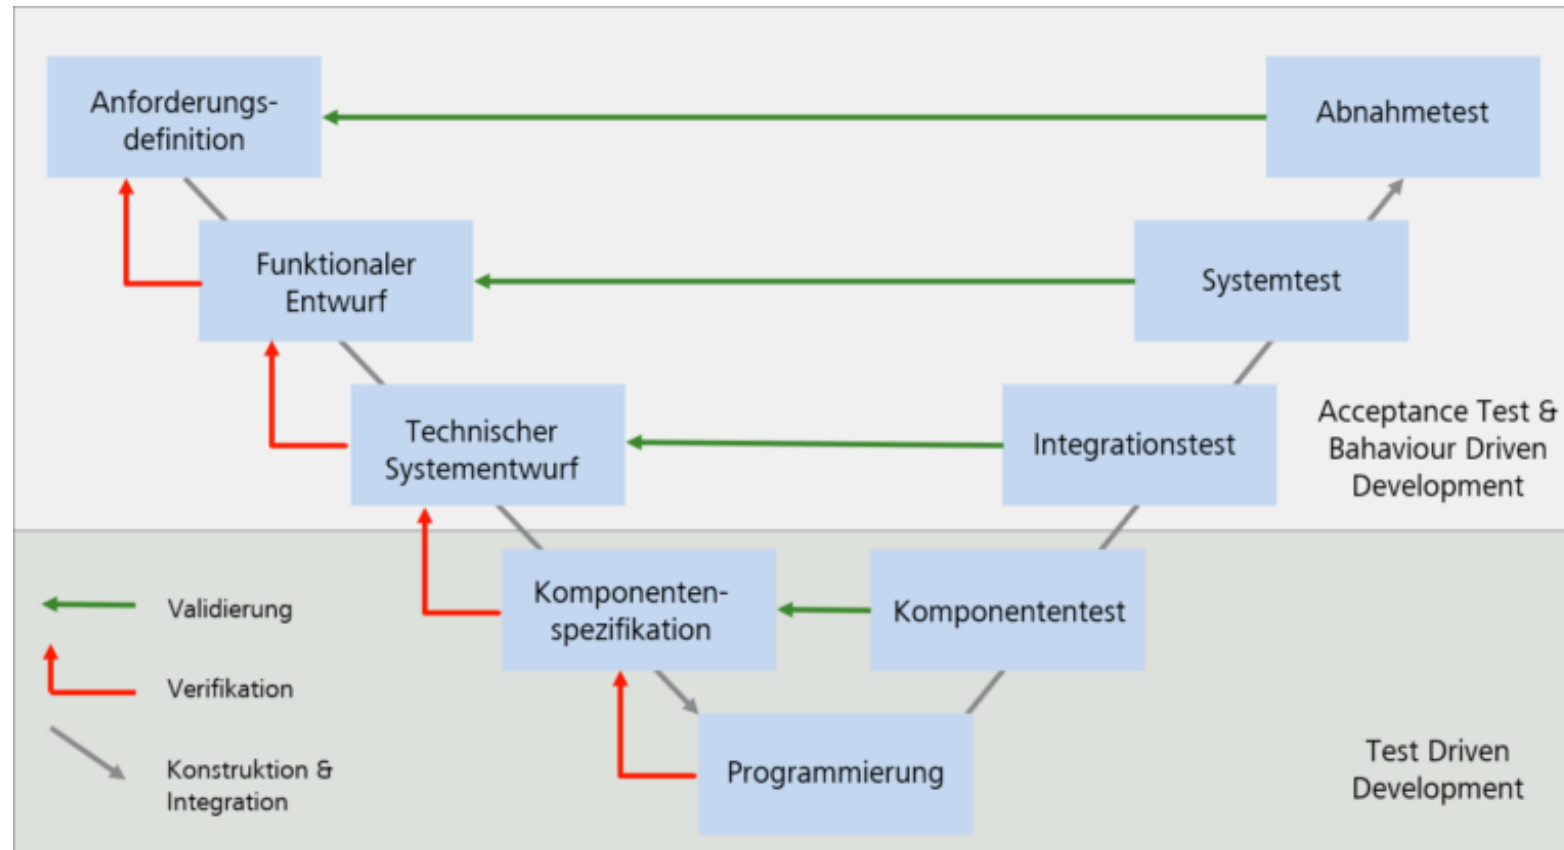 Anforderungs-
definition
Abnahmetest
Funktionaler
Entwurf
Systemtest
Technischer
Systementwurf
Integrationstest
Acceptance Test &
Bahaviour Driven
Development
Komponenten-
spezifikation
Komponententest
Validierung
Verifikation
Konstruktion &
Integration
Programmierung
Test Driven
Development